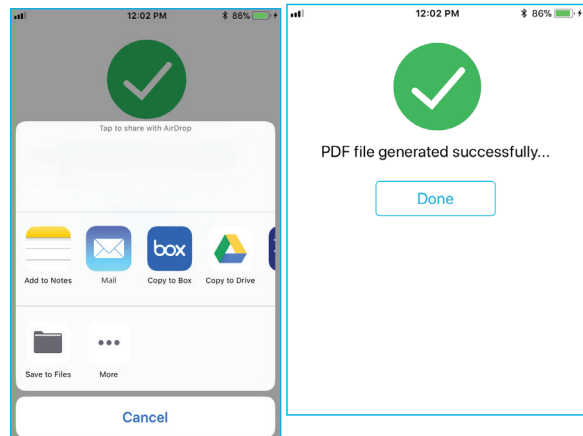 12:02 PM
86%
Tap to share with AirDrop
box
Add to Notes
Mail
Copy to Box
Copy to Drive
Save to Files
More
Cancel
12:02 PM
86%
PDF file generated successfully...
Done